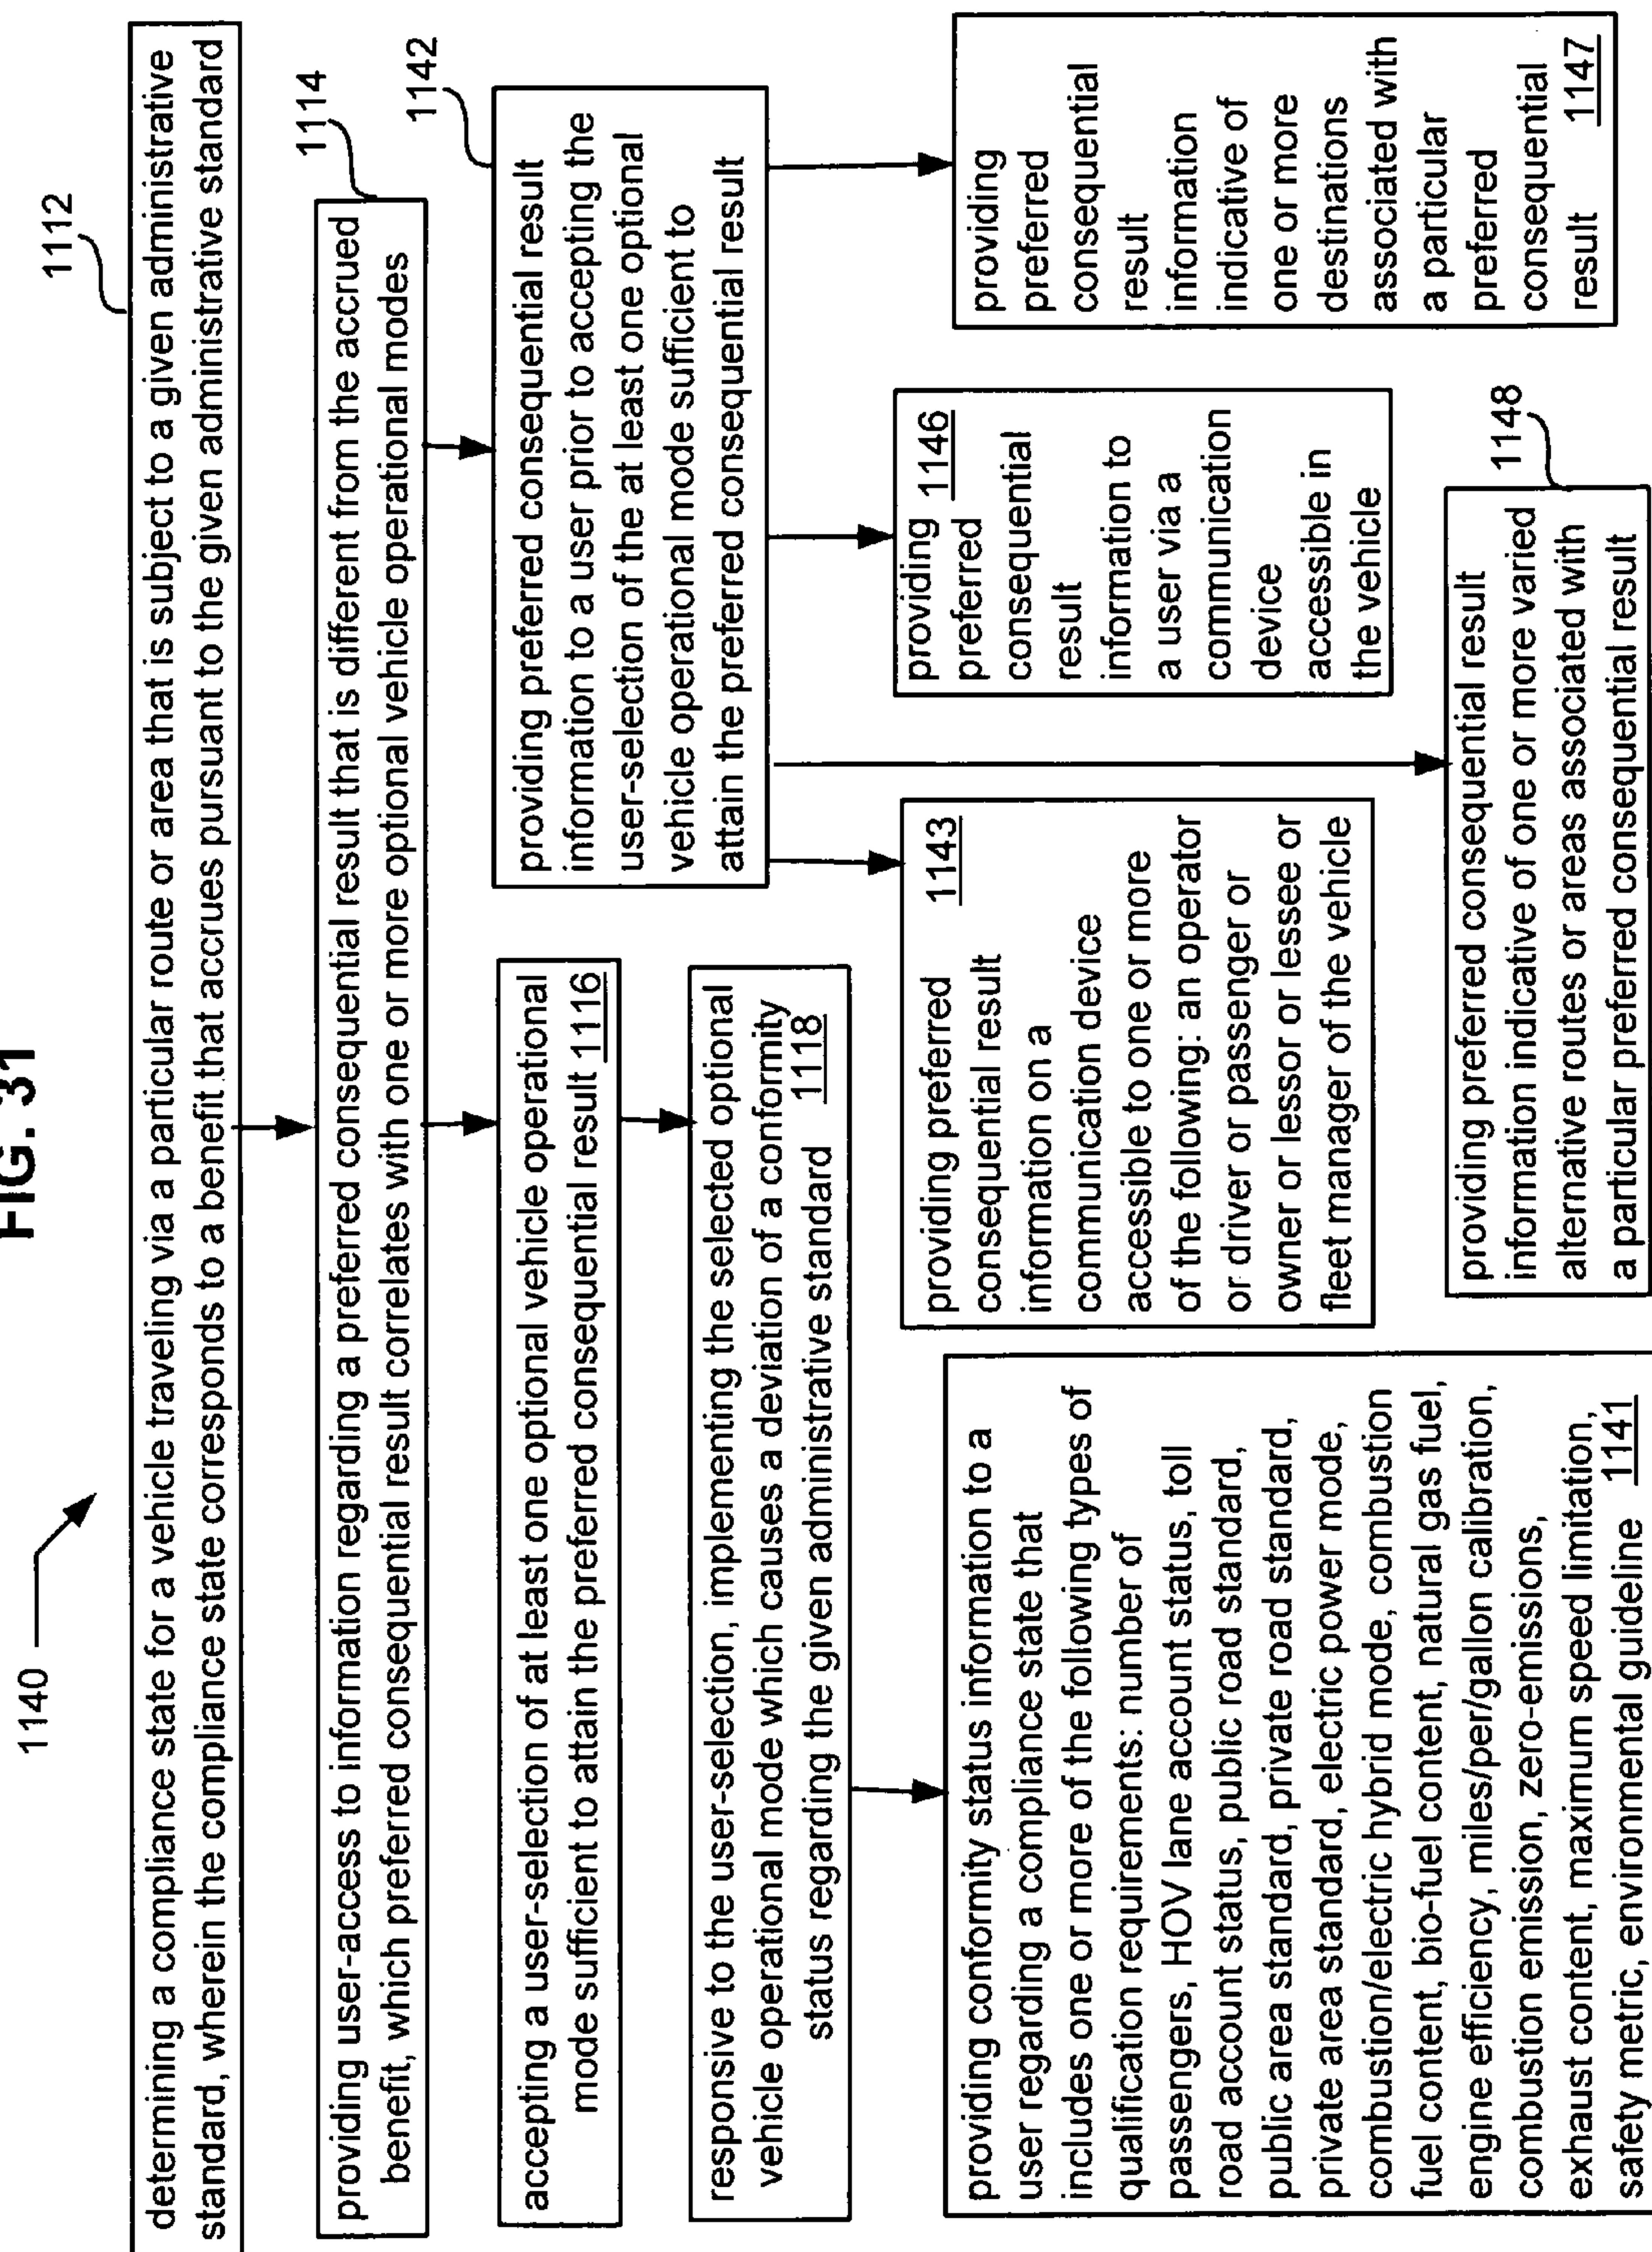 FIG. 31
1140
1112
determining a compliance state for a vehicle traveling via a particular route or area that is subject to a given administrative
standard, wherein the compliance state corresponds to a benefit that accrues pursuant to the given administrative standard
1114
providing user-access to information regarding a preferred consequential result that is different from the accrued
benefit, which preferred consequential result correlates with one or more optional vehicle operational modes
accepting a user-selection of at least one optional vehicle operational
mode sufficient to attain the preferred consequential result 1116
responsive to the user-selection, implementing the selected optional
vehicle operational mode which causes a deviation of a conformity
status regarding the given administrative standard 1118
providing conformity status information to a
user regarding a compliance state that
includes one or more of the following types of
qualification requirements: number of
passengers, HOV lane account status, toll
road account status, public road standard,
public area standard, private road standard,
private area standard, electric power mode,
combustion/electric hybrid mode, combustion
fuel content, bio-fuel content, natural gas fuel,
engine efficiency, miles/per/gallon calibration,
combustion emission, zero-emissions,
exhaust content, maximum speed limitation,
safety metric, environmental guideline 1141
1142
providing preferred consequential result
information to a user prior to accepting the
user-selection of the at least one optional
vehicle operational mode sufficient to
attain the preferred consequential result
providing preferred 1143
consequential result
information on a
communication device
accessible to one or more
of the following: an operator
or driver or passenger or
owner or lessor or lessee or
fleet manager of the vehicle
providing 1146
preferred
consequential
result
information to
a user via a
communication
device
accessible in
the vehicle
providing
preferred
consequential
result
information
indicative of
one or more
destinations
associated with
a particular
preferred
consequential
result 1147
1148
providing preferred consequential result
information indicative of one or more varied
alternative routes or areas associated with
a particular preferred consequential result